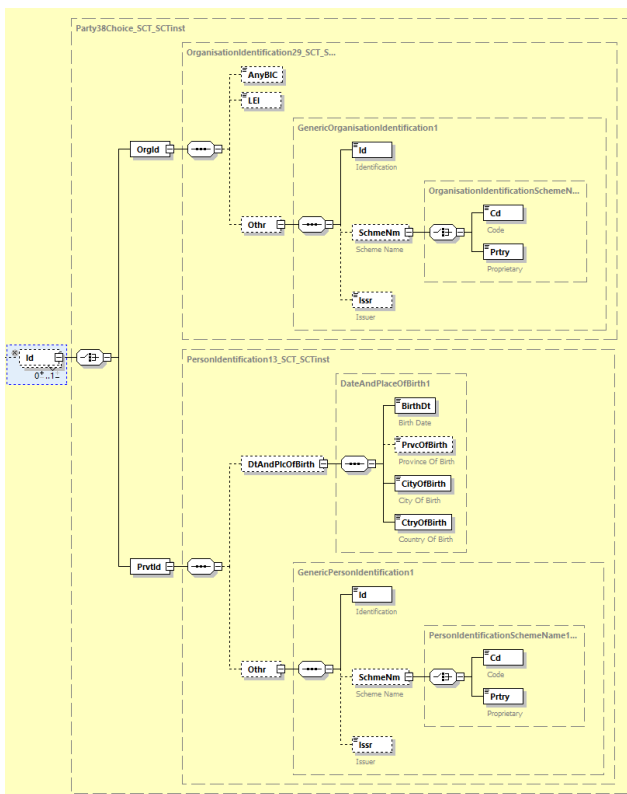 Party38Choice_SCT_SCTinst
OrganisationIdentification29_SCT_S...
AnyBIC
LEI
GenericOrganisationIdentification1
Id
Identification
OrgId
OrganisationIdentificationSchemeN...
Cd
Code
Othr
SchmeNm
Scheme Name
Prtry
Proprietary
Issr
Issuer
Id
0..1
PersonIdentification13_SCT_SCTinst
DateAndPlaceOfBirth1
BirthDt
Birth Date
PrvcOfBirth
Province Of Birth
DtAndPlcOfBirth
CityOfBirth
City Of Birth
CtryOfBirth
Country Of Birth
PrvtId
GenericPersonIdentification1
Id
Identification
PersonIdentificationSchemeName1...
Cd
Code
Othr
SchmeNm
Scheme Name
Prtry
Proprietary
Issr
Issuer